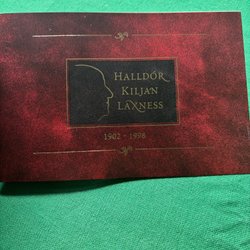 HALLDÓR
KILJAN
LAXNESS
1902 - 1998